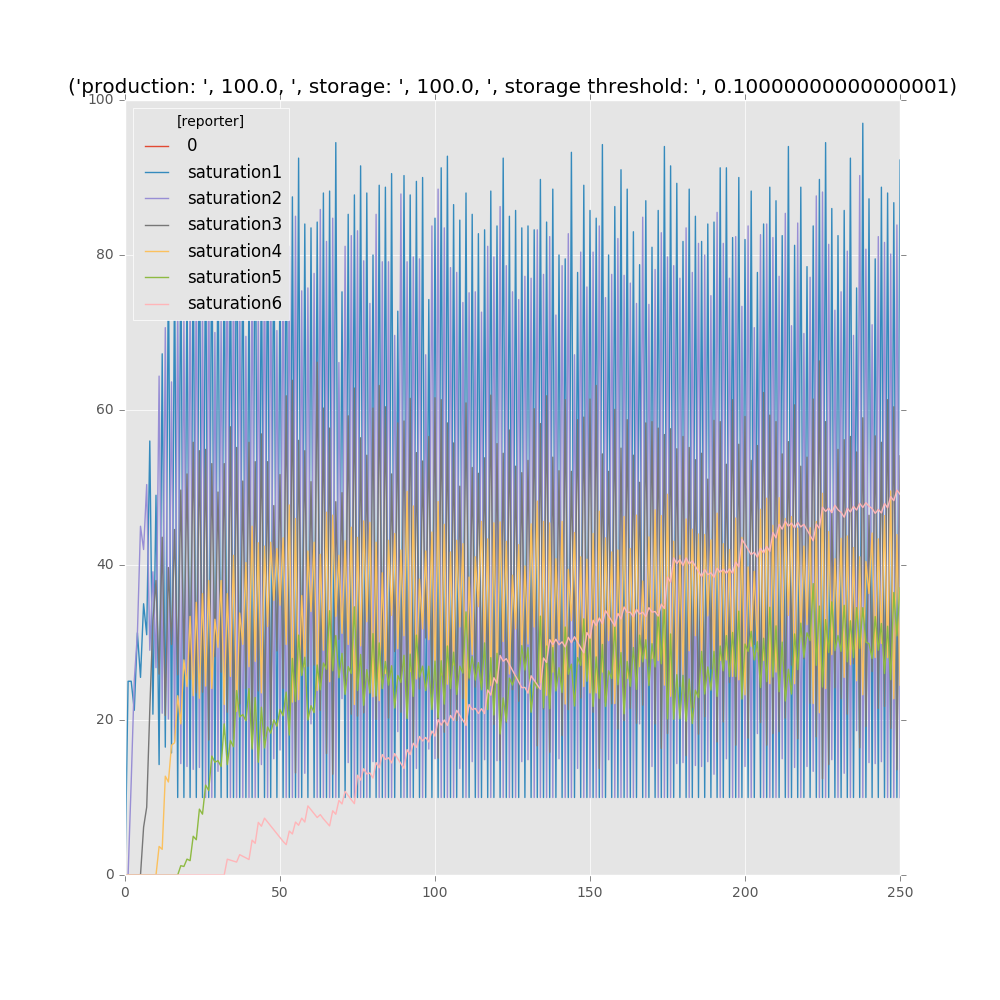 ('production: ', 100.0, ', storage: ', 100.0, ', storage threshold: ', 0.10000000000000001)
100
80
60
40
20
0
[reporter]
0
saturation1
saturation2
saturation3
saturation4
saturation5
saturation6
0 50 100 150 200 250